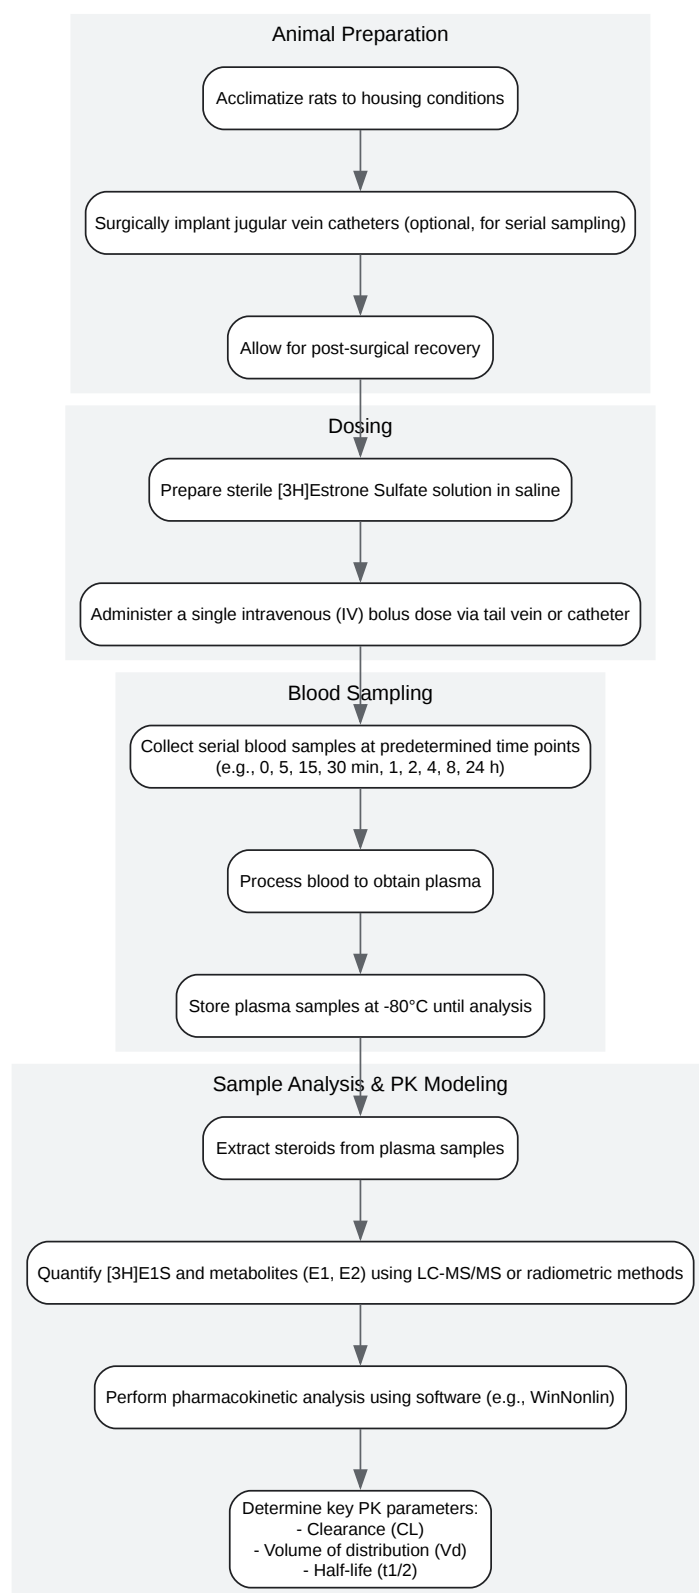 Animal Preparation
Acclimatize rats to housing conditions
Surgically implant jugular vein catheters (optional, for serial sampling)
Allow for post-surgical recovery
Dosing
Prepare sterile [3H]Estrone Sulfate solution in saline
Administer a single intravenous (IV) bolus dose via tail vein or catheter
Blood Sampling
Collect serial blood samples at predetermined time points
(e.g., 0, 5, 15, 30 min, 1, 2, 4, 8, 24 h)
Process blood to obtain plasma
Store plasma samples at -80°C until analysis
Sample Analysis & PK Modeling
Extract steroids from plasma samples
Quantify [3H]E1S and metabolites (E1, E2) using LC-MS/MS or radiometric methods
Perform pharmacokinetic analysis using software (e.g., WinNonlin)
Determine key PK parameters:
- Clearance (CL)
- Volume of distribution (Vd)
- Half-life (t1/2)